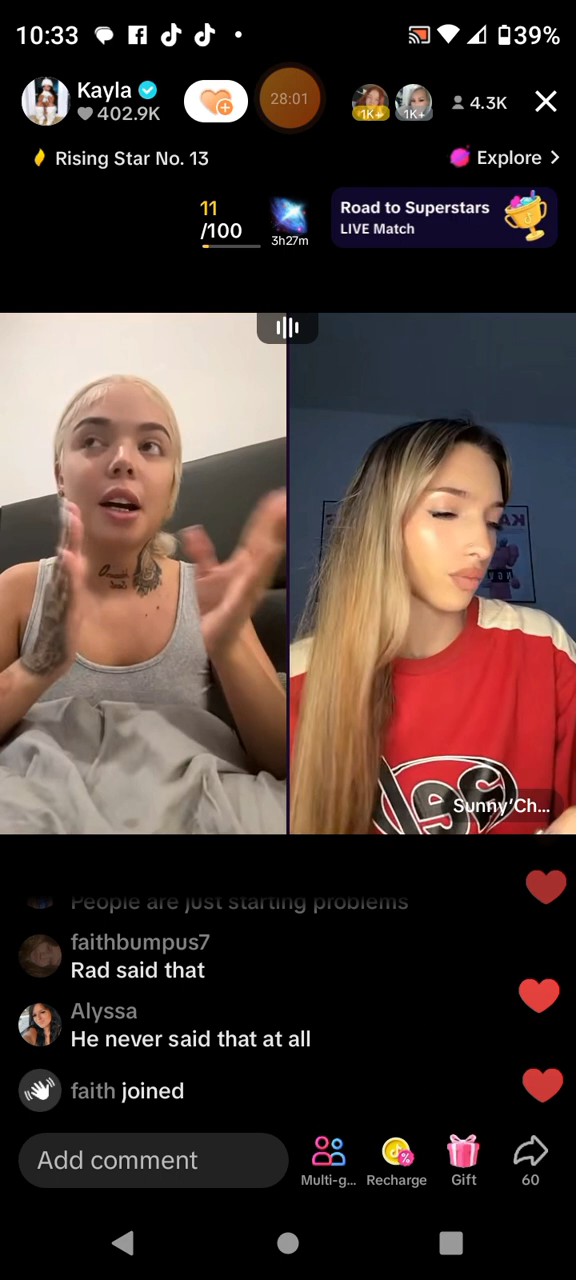 10:33
39%
Kayla
402.9K
28:01
1K+
1K+
4.3K
Rising Star No. 13
Explore
11
/100
3h27m
Road to Superstars
LIVE Match
Sunny'Ch...
People are just starting problems
faithbumpus7
Rad said that
Alyssa
He never said that at all
faith joined
Add comment
Multi-g...
Recharge
Gift
60